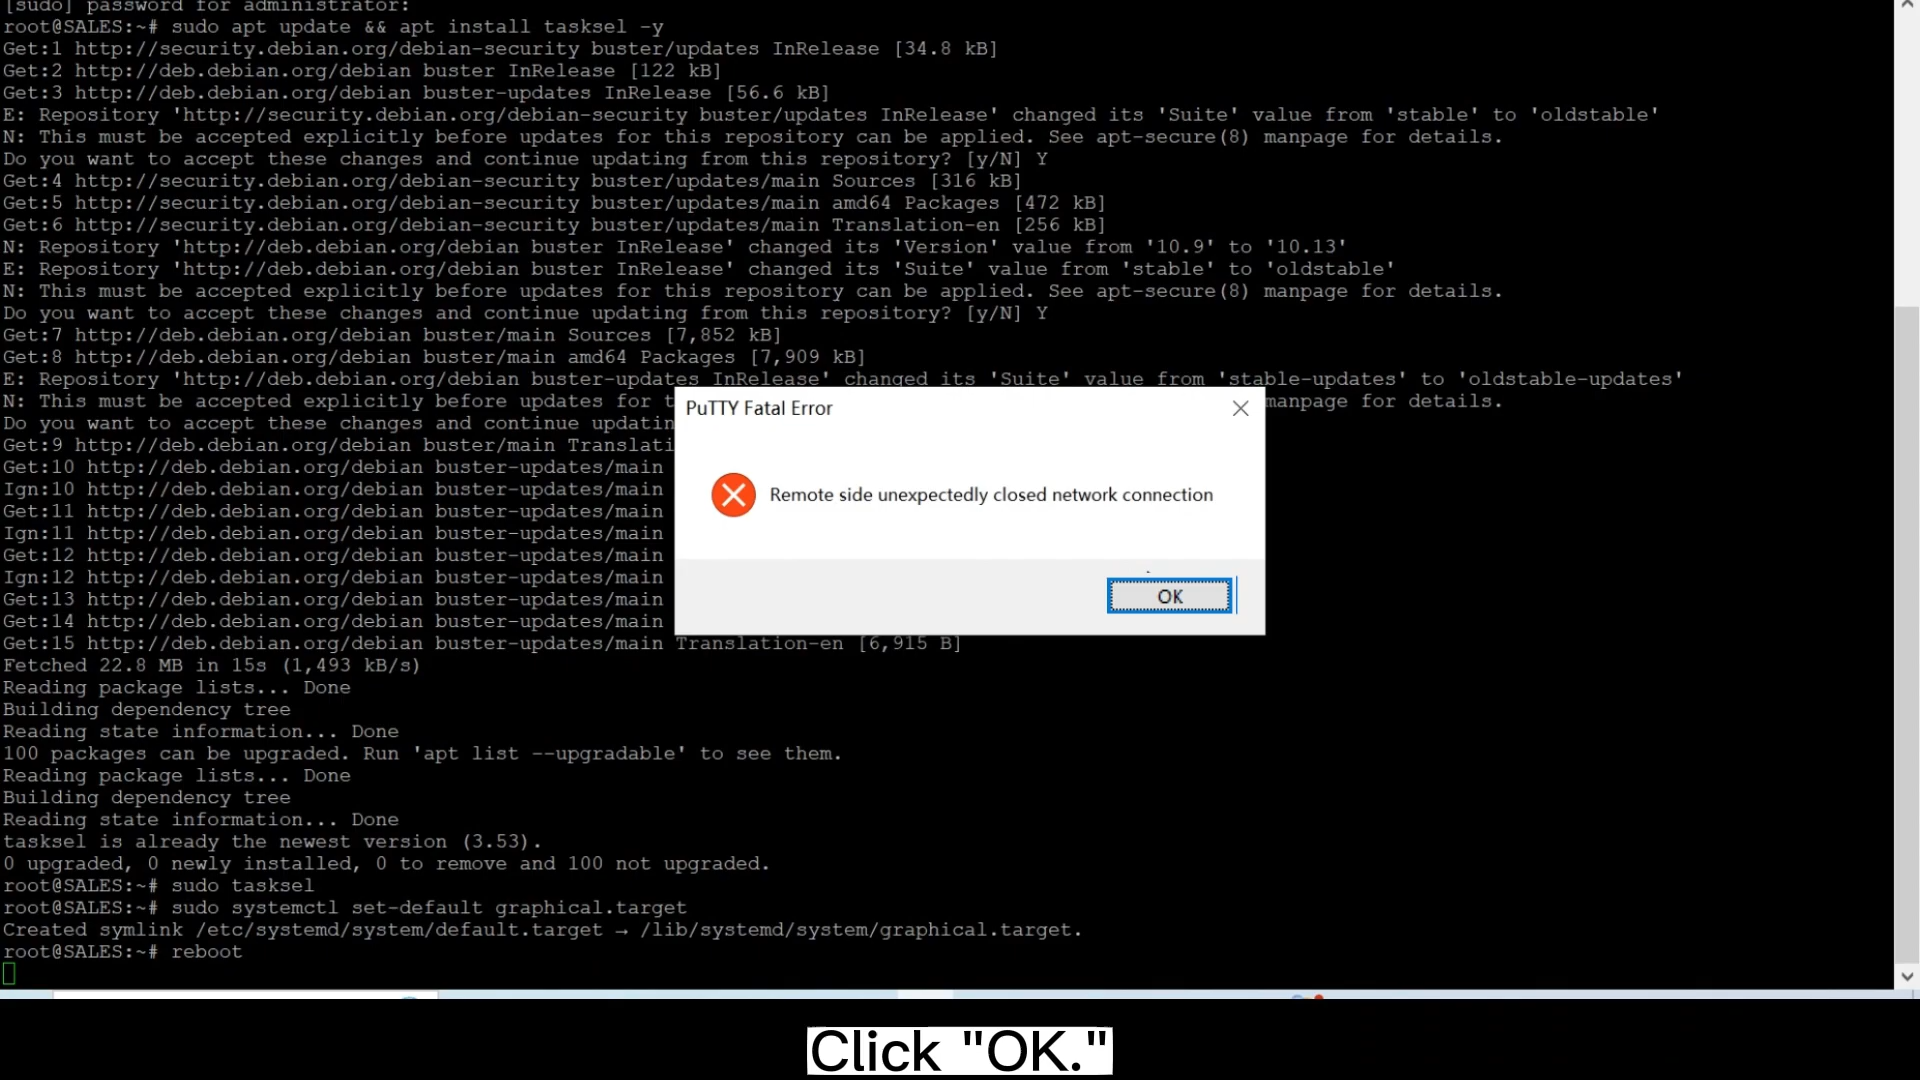 [sudo] password for administrator:
root@SALES:~# sudo apt update && apt install tasksel -y
Get:1 http://security.debian.org/debian-security buster/updates InRelease [34.8 kB]
Get:2 http://deb.debian.org/debian buster InRelease [122 kB]
Get:3 http://deb.debian.org/debian buster-updates InRelease [56.6 kB]
E: Repository 'http://security.debian.org/debian-security buster/updates InRelease' changed its 'Suite' value from 'stable' to 'oldstable'
N: This must be accepted explicitly before updates for this repository can be applied. See apt-secure(8) manpage for details.
Do you want to accept these changes and continue updating from this repository? [y/N] Y
Get:4 http://security.debian.org/debian-security buster/updates/main Sources [316 kB]
Get:5 http://security.debian.org/debian-security buster/updates/main amd64 Packages [472 kB]
Get:6 http://security.debian.org/debian-security buster/updates/main Translation-en [256 kB]
N: Repository 'http://deb.debian.org/debian buster InRelease' changed its 'Version' value from '10.9' to '10.13'
E: Repository 'http://deb.debian.org/debian buster InRelease' changed its 'Suite' value from 'stable' to 'oldstable'
N: This must be accepted explicitly before updates for this repository can be applied. See apt-secure(8) manpage for details.
Do you want to accept these changes and continue updating from this repository? [y/N] Y
Get:7 http://deb.debian.org/debian buster/main Sources [7,852 kB]
Get:8 http://deb.debian.org/debian buster/main amd64 Packages [7,909 kB]
E: Repository 'http://deb.debian.org/debian buster-updates InRelease' changed its 'Suite' value from 'stable-updates' to 'oldstable-updates'
N: This must be accepted explicitly before updates for t manpage for details.
Do you want to accept these changes and continue updatin
Get:9 http://deb.debian.org/debian buster/main Translati
Get:10 http://deb.debian.org/debian buster-updates/main
Ign:10 http://deb.debian.org/debian buster-updates/main
Get:11 http://deb.debian.org/debian buster-updates/main
Ign:11 http://deb.debian.org/debian buster-updates/main
Get:12 http://deb.debian.org/debian buster-updates/main
Ign:12 http://deb.debian.org/debian buster-updates/main
Get:13 http://deb.debian.org/debian buster-updates/main
Get:14 http://deb.debian.org/debian buster-updates/main
Get:15 http://deb.debian.org/debian buster-updates/main Translation-en [6,915 B]
Fetched 22.8 MB in 15s (1,493 kB/s)
Reading package lists... Done
Building dependency tree
Reading state information... Done
100 packages can be upgraded. Run 'apt list --upgradable' to see them.
Reading package lists... Done
Building dependency tree
Reading state information... Done
tasksel is already the newest version (3.53).
0 upgraded, 0 newly installed, 0 to remove and 100 not upgraded.
root@SALES:~# sudo tasksel
root@SALES:~# sudo systemctl set-default graphical.target
Created symlink /etc/systemd/system/default.target → /lib/systemd/system/graphical.target.
root@SALES:~# reboot
PuTTY Fatal Error
Remote side unexpectedly closed network connection
OK
Click "OK."